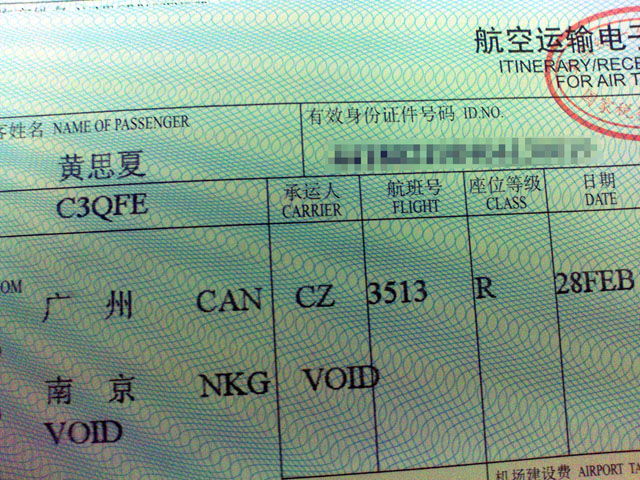 航空运输电子
ITINERARY/RECE
FOR AIR T
客姓名 NAME OF PASSENGER
有效身份证件号码 ID.NO.
黄思夏
C3QFE
承运人 航班号 座位等级 日期
CARRIER FLIGHT CLASS DATE
OM 广 州 CAN CZ 3513 R 28FEB
南 京 NKG VOID
VOID
机场建设费 AIRPORT TA